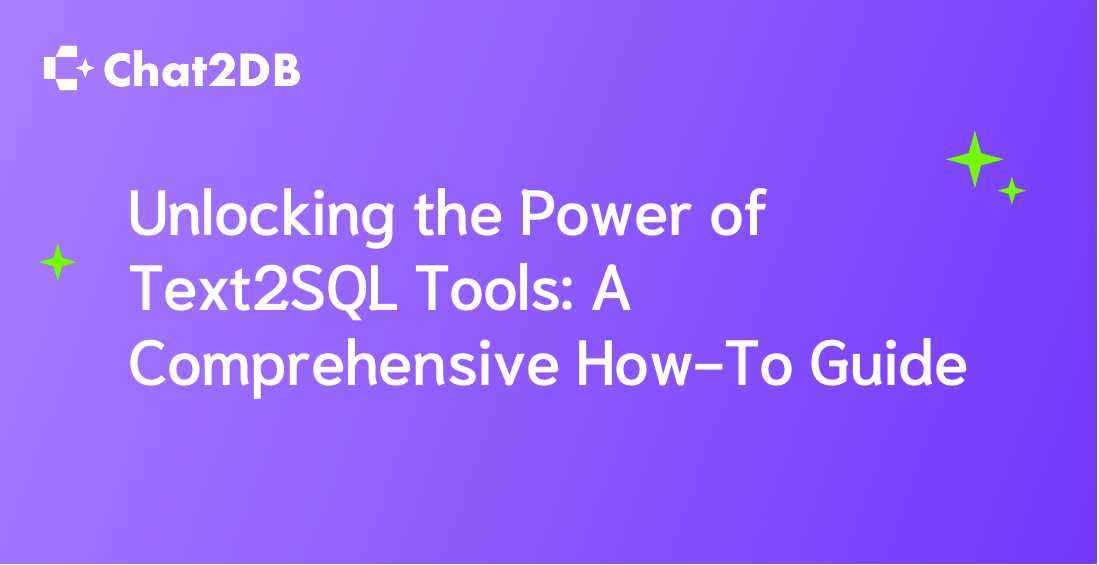 Chat2DB
Unlocking the Power of
Text2SQL Tools: A
Comprehensive How-To Guide